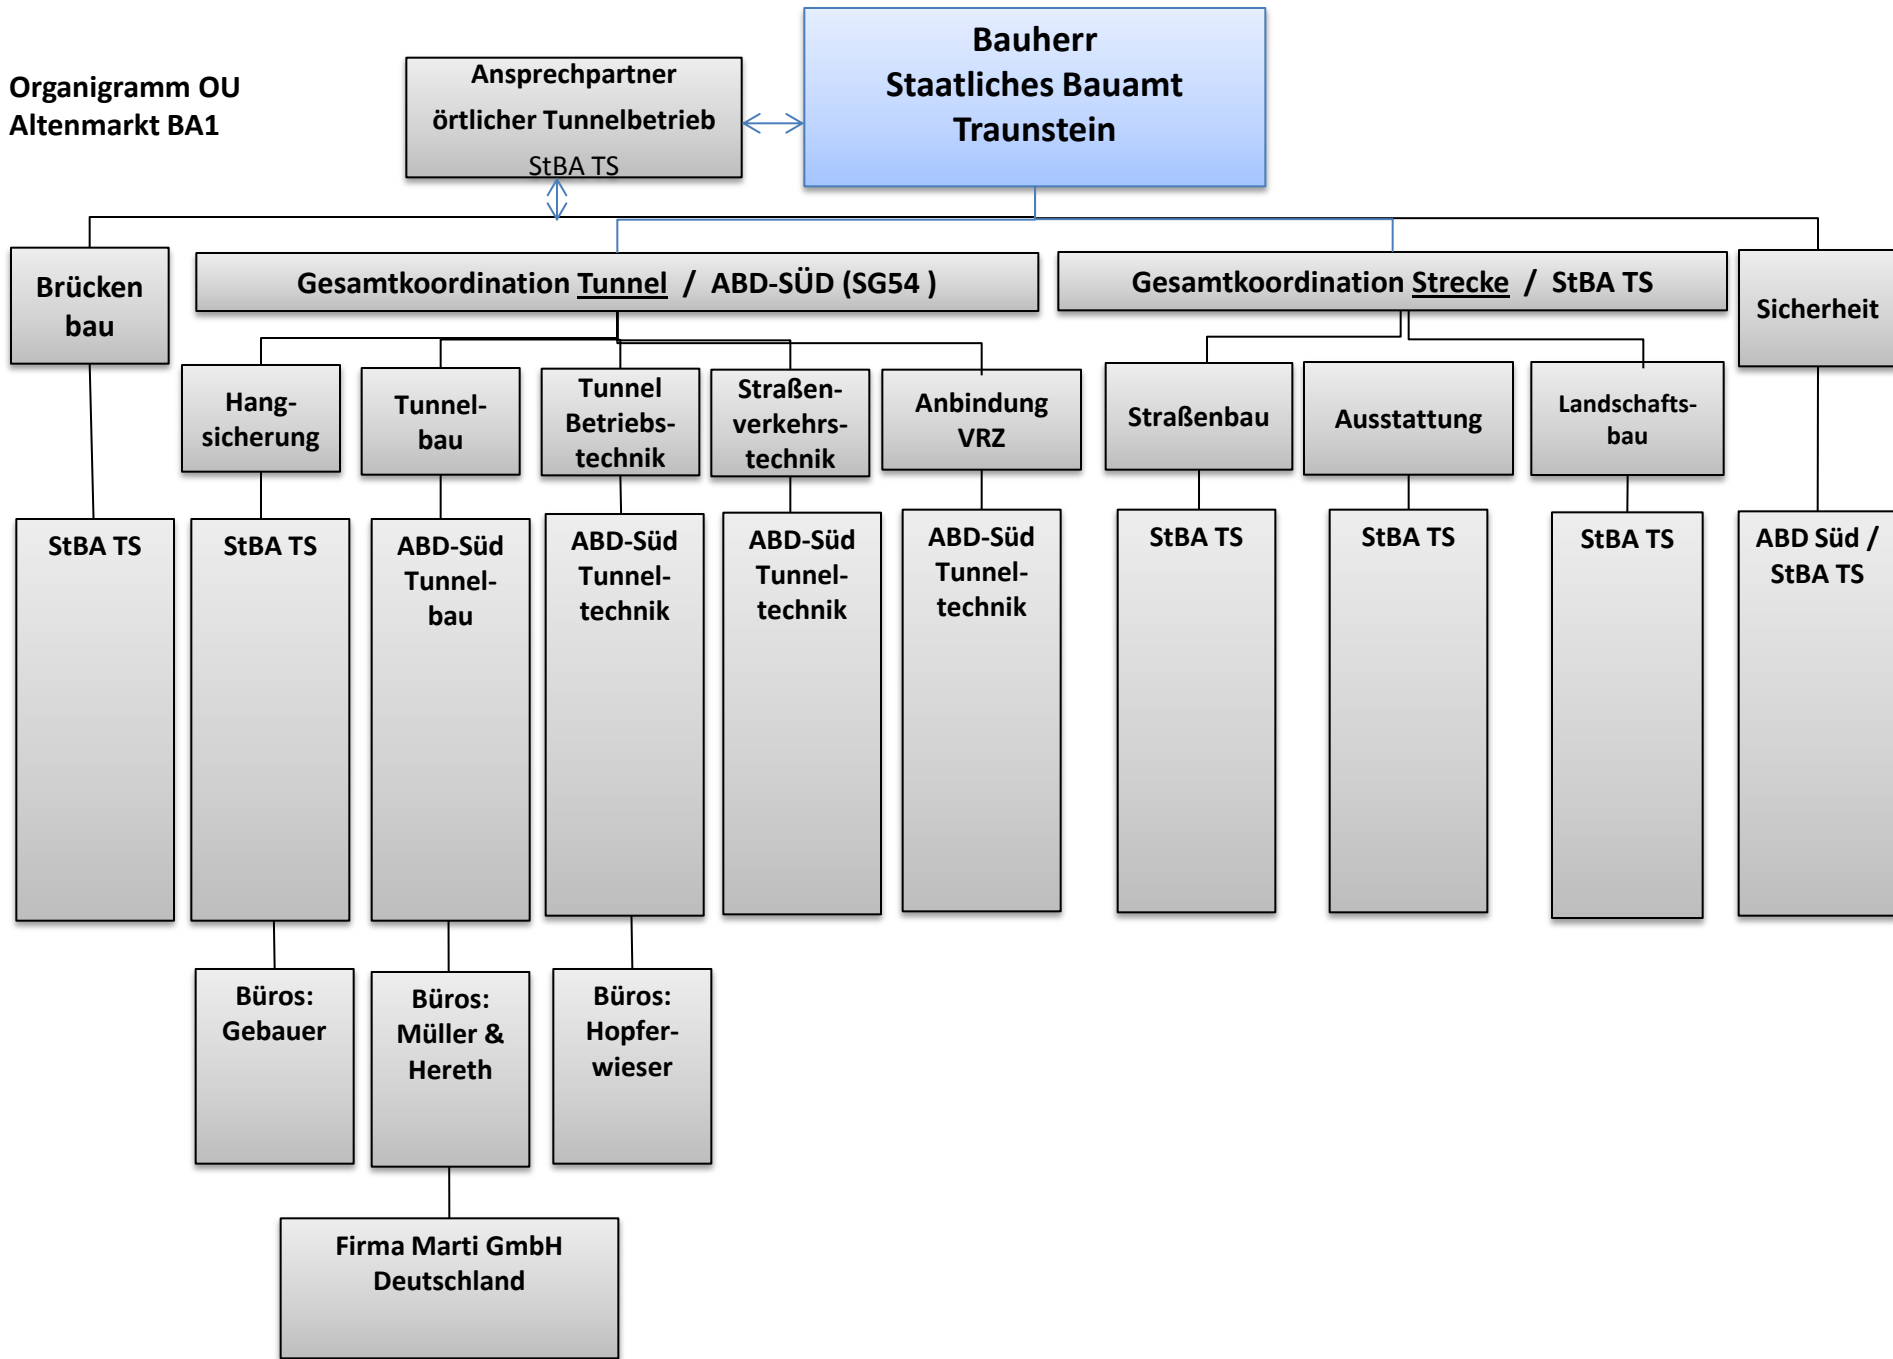 Organigramm OU
Altenmarkt BA1
Ansprechpartner
örtlicher Tunnelbetrieb
StBA TS
Bauherr
Staatliches Bauamt
Traunstein
Brücken
bau
Gesamtkoordination Tunnel / ABD-SÜD (SG54 )
Gesamtkoordination Strecke / StBA TS
Sicherheit
Hang-
sicherung
Tunnel-
bau
Tunnel
Betriebs-
technik
Straßen-
verkehrs-
technik
Anbindung
VRZ
Straßenbau
Ausstattung
Landschafts-
bau
StBA TS
StBA TS
ABD-Süd
Tunnel-
bau
ABD-Süd
Tunnel-
technik
ABD-Süd
Tunnel-
technik
ABD-Süd
Tunnel-
technik
StBA TS
StBA TS
StBA TS
ABD Süd /
StBA TS
Büros:
Gebauer
Büros:
Müller &
Hereth
Büros:
Hopfer-
wieser
Firma Marti GmbH
Deutschland